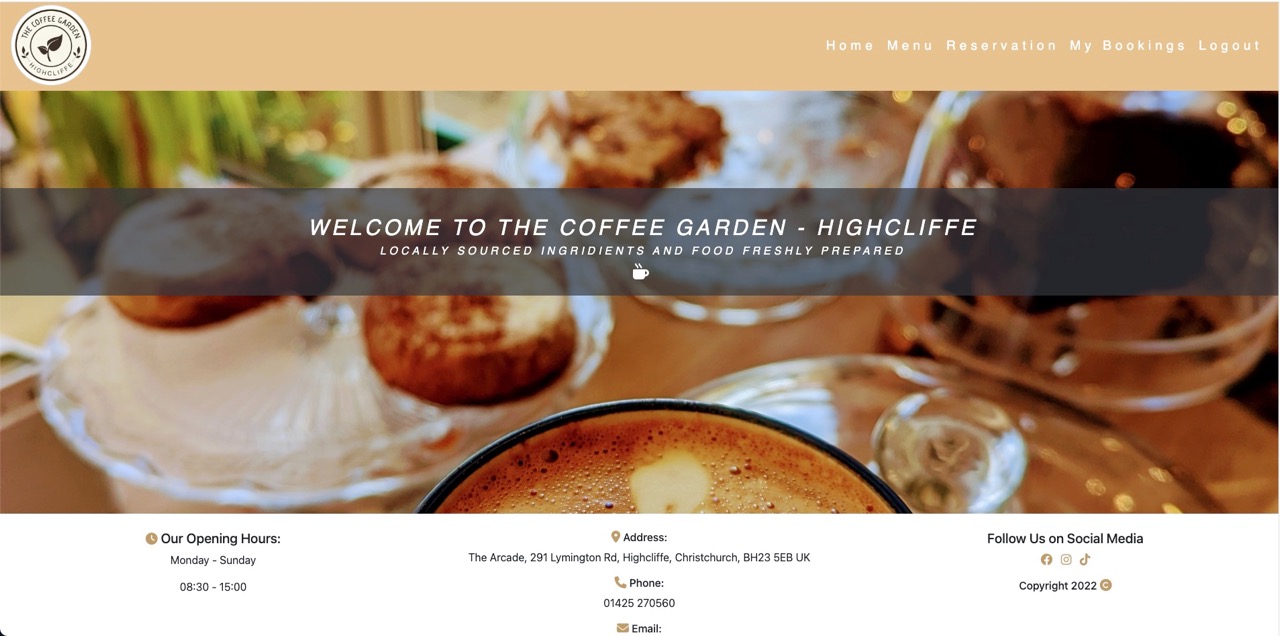 THE COFFEE GARDEN
HIGHCLIFFE
Home Menu Reservation My Bookings Logout
WELCOME TO THE COFFEE GARDEN - HIGHCLIFFE
LOCALLY SOURCED INGRIDIENTS AND FOOD FRESHLY PREPARED
Our Opening Hours:
Monday - Sunday
08:30 - 15:00
Address:
The Arcade, 291 Lymington Rd, Highcliffe, Christchurch, BH23 5EB UK
Phone:
01425 270560
Email:
Follow Us on Social Media
Copyright 2022